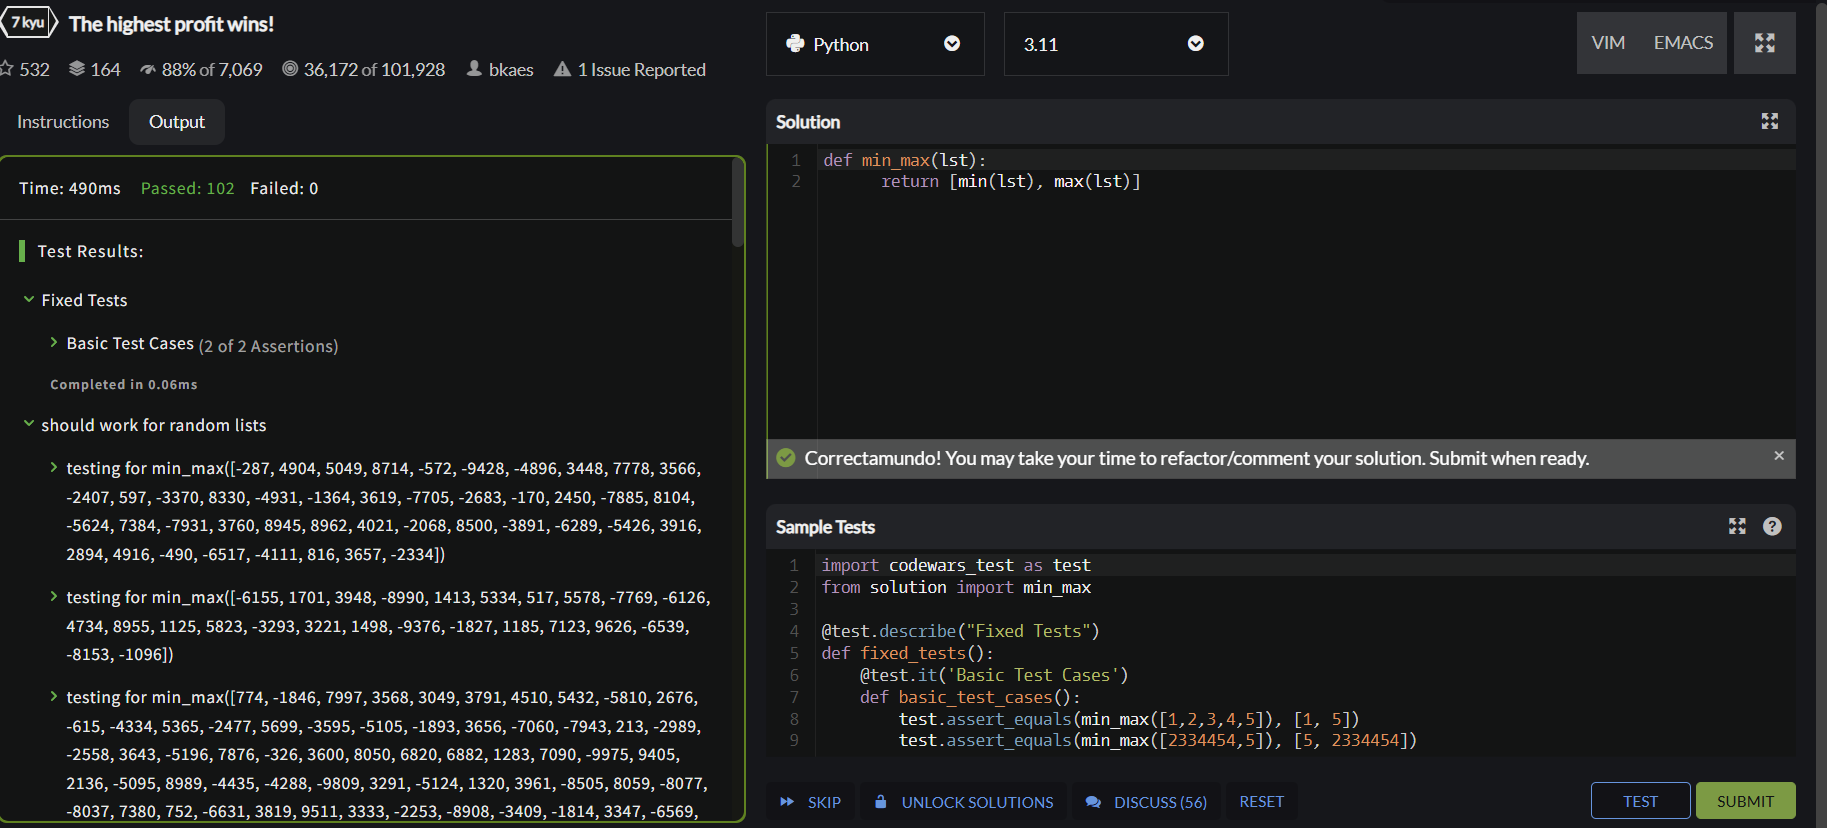 7 kyu The highest profit wins!
532 164 88% of 7,069 36,172 of 101,928 bkaes 1 Issue Reported
Instructions Output
Time: 490ms Passed: 102 Failed: 0
Test Results:
Fixed Tests
Basic Test Cases (2 of 2 Assertions)
Completed in 0.06ms
should work for random lists
testing for min_max([-287, 4904, 5049, 8714, -572, -9428, -4896, 3448, 7778, 3566,
-2407, 597, -3370, 8330, -4931, -1364, 3619, -7705, -2683, -170, 2450, -7885, 8104,
-5624, 7384, -7931, 3760, 8945, 8962, 4021, -2068, 8500, -3891, -6289, -5426, 3916,
2894, 4916, -490, -6517, -4111, 816, 3657, -2334])
testing for min_max([-6155, 1701, 3948, -8990, 1413, 5334, 517, 5578, -7769, -6126,
4734, 8955, 1125, 5823, -3293, 3221, 1498, -9376, -1827, 1185, 7123, 9626, -6539,
-8153, -1096])
testing for min_max([774, -1846, 7997, 3568, 3049, 3791, 4510, 5432, -5810, 2676,
-615, -4334, 5365, -2477, 5699, -3595, -5105, -1893, 3656, -7060, -7943, 213, -2989,
-2558, 3643, -5196, 7876, -326, 3600, 8050, 6820, 6882, 1283, 7090, -9975, 9405,
2136, -5095, 8989, -4435, -4288, -9809, 3291, -5124, 1320, 3961, -8505, 8059, -8077,
-8037, 7380, 752, -6631, 3819, 9511, 3333, -2253, -8908, -3409, -1814, 3347, -6569,
Python 3.11 VIM EMACS
Solution
1 def min_max(lst):
2 return [min(lst), max(lst)]
Correctamundo! You may take your time to refactor/comment your solution. Submit when ready. ×
Sample Tests ?
1 import codewars_test as test
2 from solution import min_max
3
4 @test.describe("Fixed Tests")
5 def fixed_tests():
6 @test.it('Basic Test Cases')
7 def basic_test_cases():
8 test.assert_equals(min_max([1,2,3,4,5]), [1, 5])
9 test.assert_equals(min_max([2334454,5]), [5, 2334454])
SKIP UNLOCK SOLUTIONS DISCUSS (56) RESET TEST SUBMIT